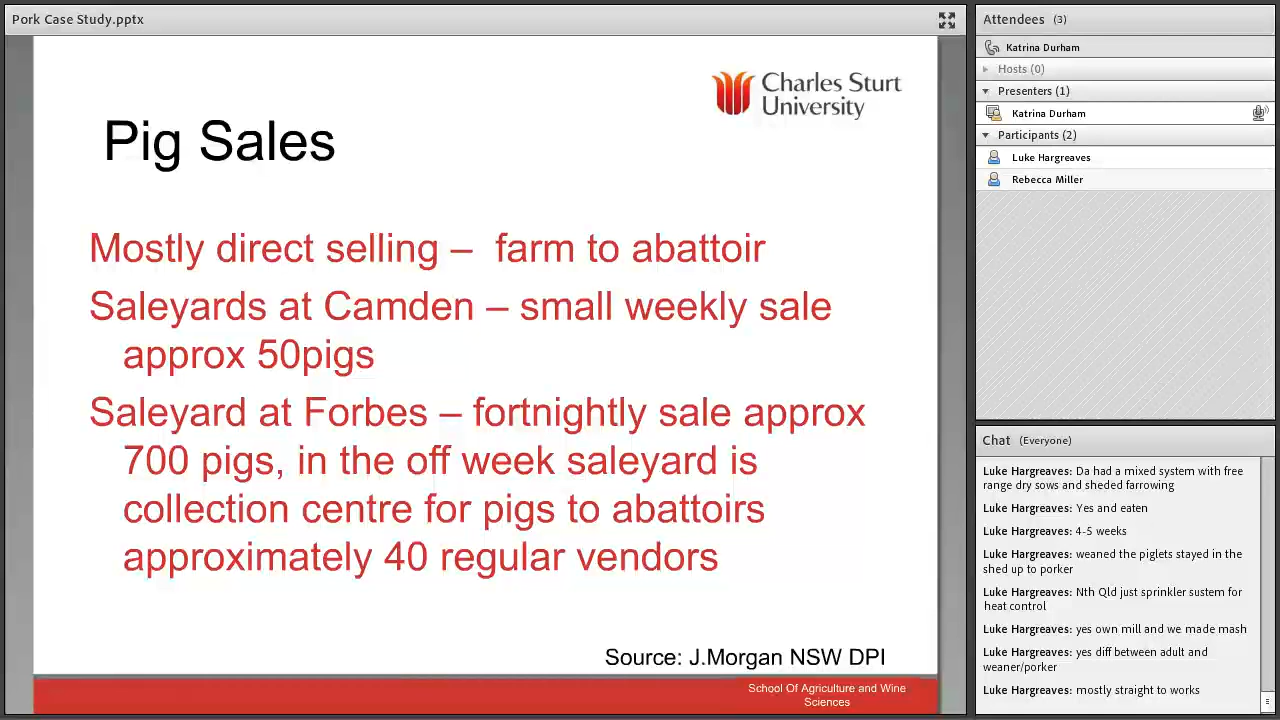 Pork Case Study.pptx
Charles Sturt
University
Pig Sales
Mostly direct selling –  farm to abattoir
Saleyards at Camden – small weekly sale
approx 50pigs
Saleyard at Forbes – fortnightly sale approx
700 pigs, in the off week saleyard is
collection centre for pigs to abattoirs
approximately 40 regular vendors
Source: J.Morgan NSW DPI
School Of Agriculture and Wine
Sciences
Attendees (3)
Katrina Durham
Hosts (0)
Presenters (1)
Katrina Durham
Participants (2)
Luke Hargreaves
Rebecca Miller
Chat (Everyone)
Luke Hargreaves: Da had a mixed system with free
range dry sows and sheded farrowing
Luke Hargreaves: Yes and eaten
Luke Hargreaves: 4-5 weeks
Luke Hargreaves: weaned the piglets stayed in the
shed up to porker
Luke Hargreaves: Nth Qld just sprinkler sustem for
heat control
Luke Hargreaves: yes own mill and we made mash
Luke Hargreaves: yes diff between adult and
weaner/porker
Luke Hargreaves: mostly straight to works